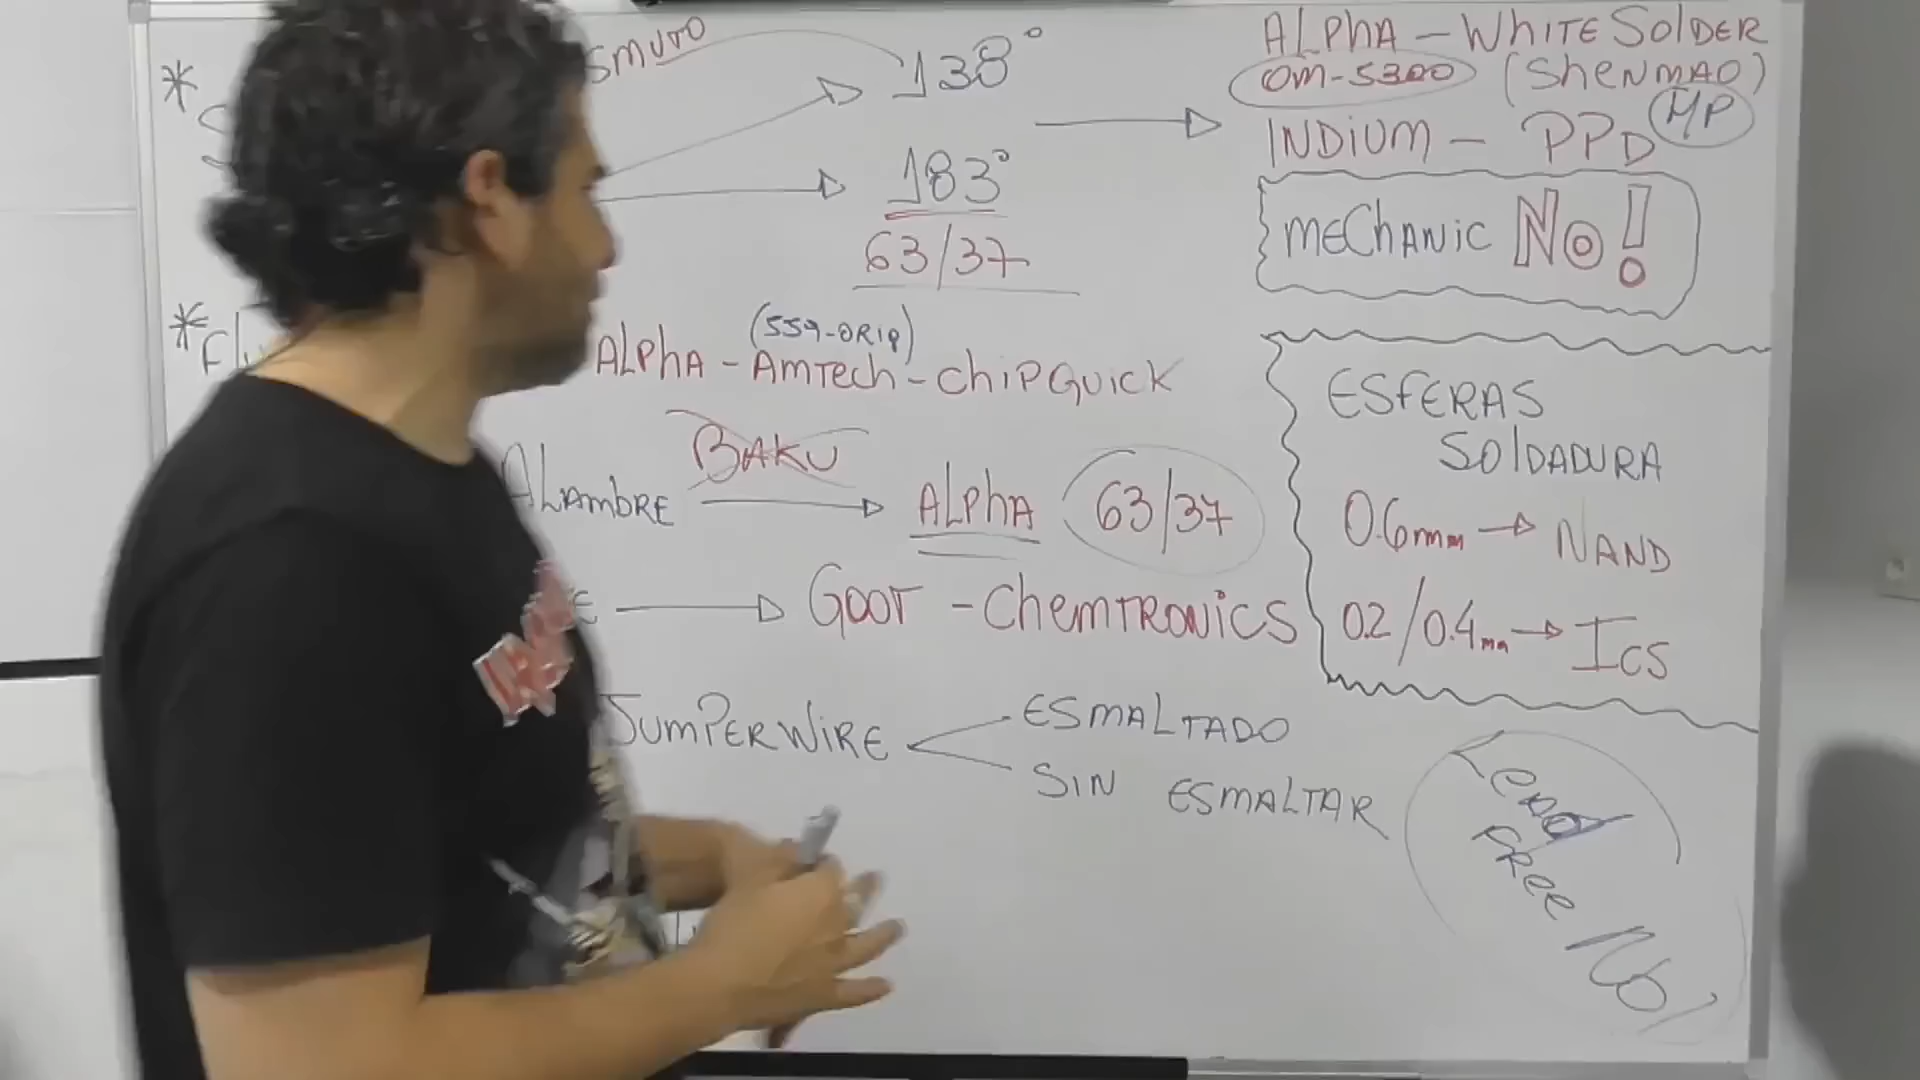 *
smuto
138°
183°
63/37
ALPHA - WHITE SOLDER
OM-5300 (SHENMAO)
INDIUM - PPD MP
MECHANIC NO!
*Flu
(559-ORIG)
ALPHA - AMTECH - CHIPQUICK
BAKU
ALAMBRE ALPHA 63/37
E GOOT - CHEMTRONICS
JUMPER WIRE
ESMALTADO
SIN ESMALTAR
ESFERAS
SOLDADURA
0.6mm NAND
0.2/0.4mm ICS
Lead
Free
No!